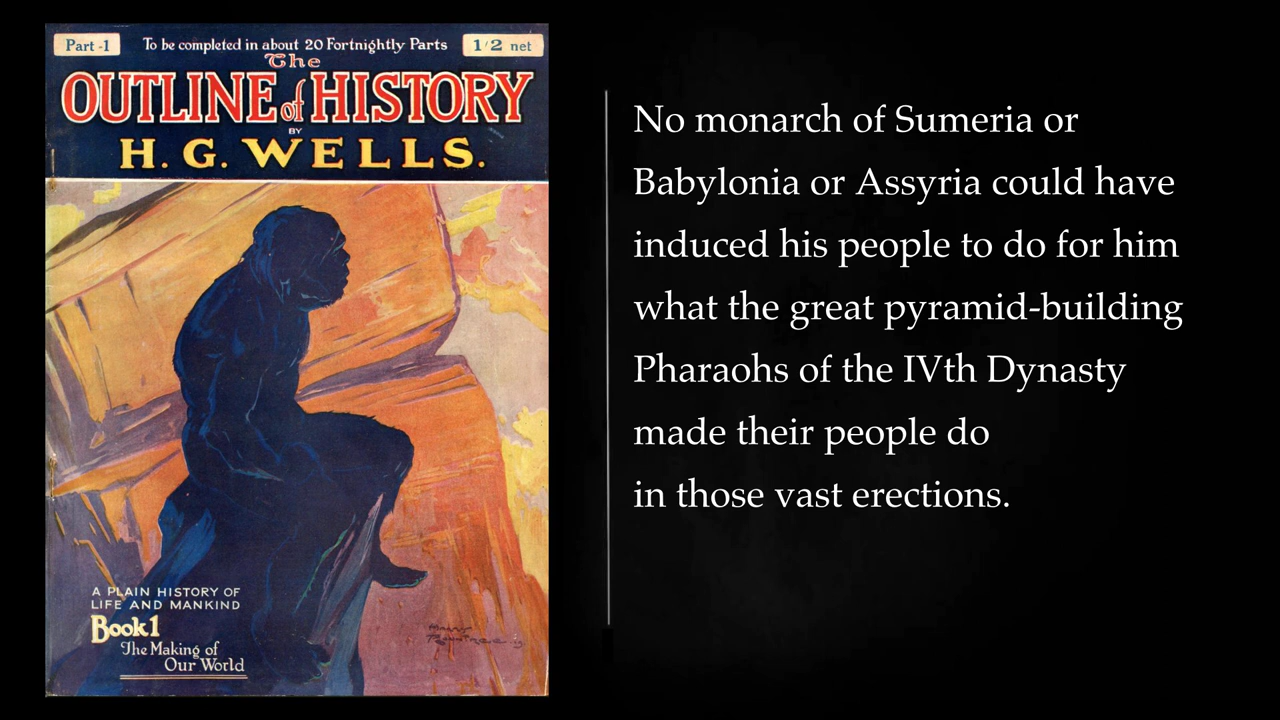 Part -1
To be completed in about 20 Fortnightly Parts
1/2 net
The
OUTLINE of HISTORY
BY
H. G. WELLS.
A PLAIN HISTORY OF
LIFE AND MANKIND
Book 1
The Making of
Our World
No monarch of Sumeria or
Babylonia or Assyria could have
induced his people to do for him
what the great pyramid-building
Pharaohs of the IVth Dynasty
made their people do
in those vast erections.